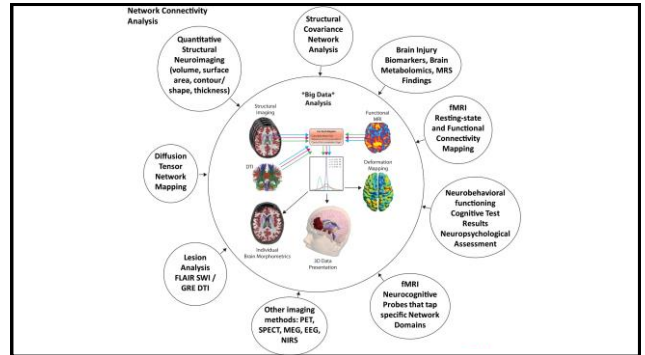 Network Connectivity
Analysis
Structural
Covariance
Network
Analysis
Quantitative
Structural
Neuroimaging
(volume, surface
area, contour/
shape, thickness)
Brain Injury
Biomarkers, Brain
Metabolomics, MRS
Findings
"Big Data"
Analysis
Structural
Imaging
Functional
MRI
fMRI
Resting-state
and Functional
Connectivity
Mapping
DTI
Deformation
Mapping
Diffusion
Tensor
Network
Mapping
Neurobehavioral
functioning
Cognitive Test
Results
Neuropsychological
Assessment
Individual
Brain Morphometrics
3D Data
Presentation
Lesion
Analysis
FLAIR SWI /
GRE DTI
fMRI
Neurocognitive
Probes that tap
specific Network
Domains
Other imaging
methods: PET,
SPECT, MEG, EEG,
NIRS